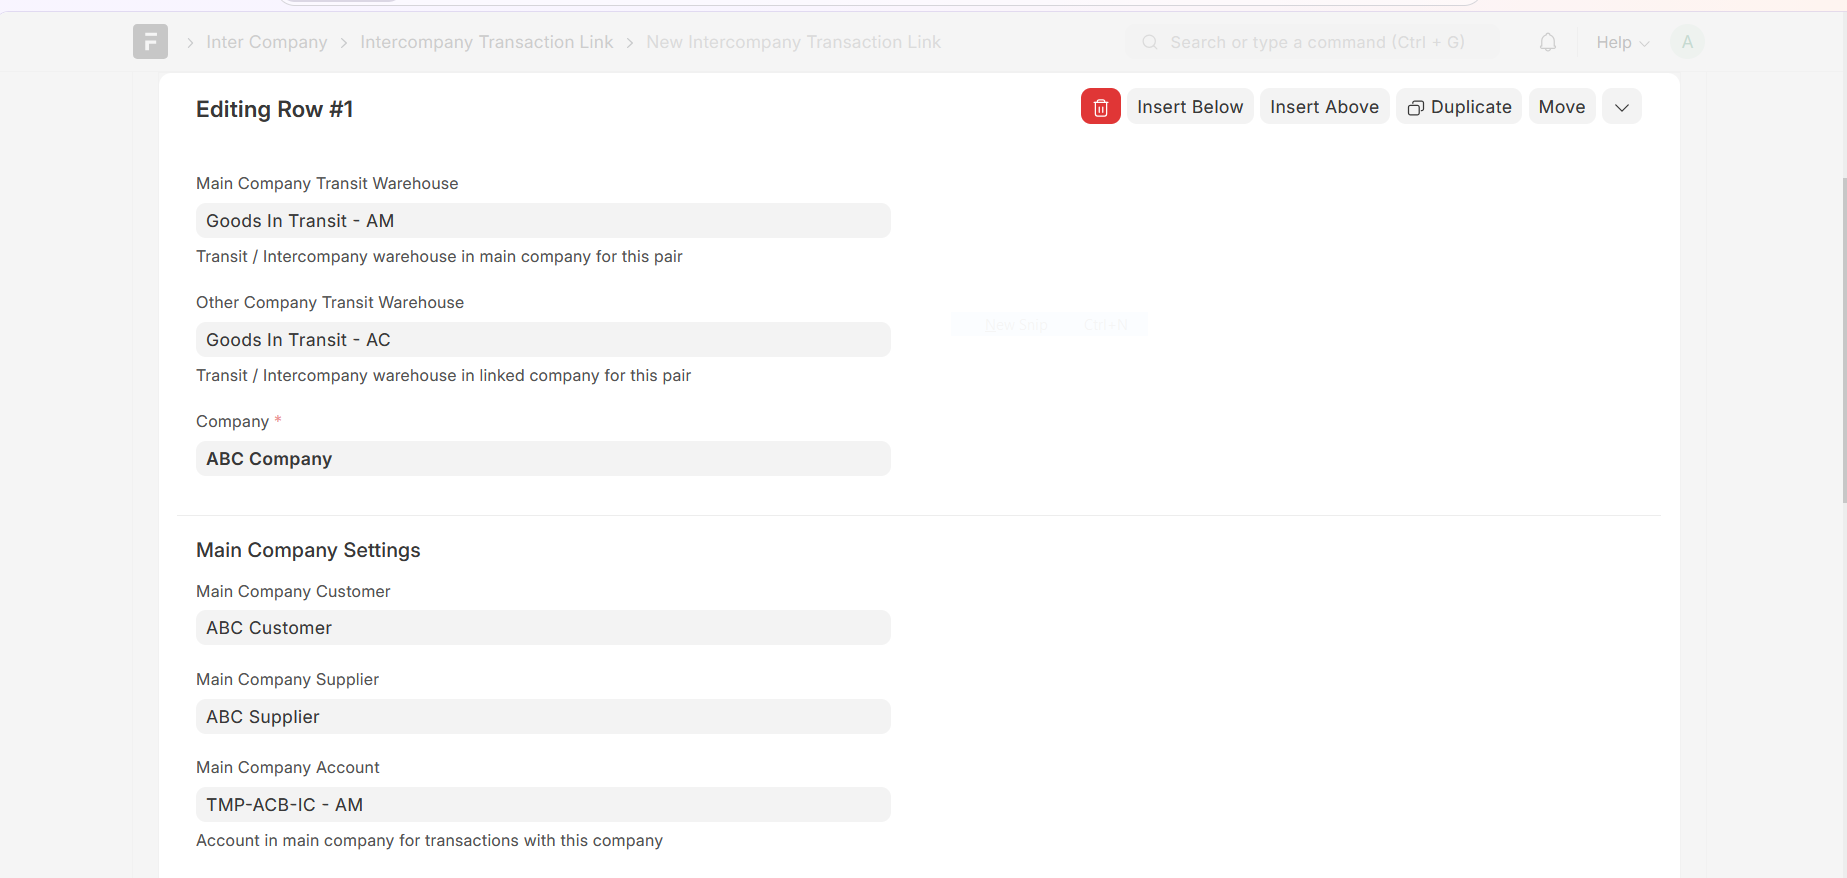 F > Inter Company > Intercompany Transaction Link > New Intercompany Transaction Link Search or type a command (Ctrl + G) Help A
Editing Row #1 Insert Below Insert Above Duplicate Move
Main Company Transit Warehouse
Goods In Transit - AM
Transit / Intercompany warehouse in main company for this pair
Other Company Transit Warehouse
New Snip Ctrl+N
Goods In Transit - AC
Transit / Intercompany warehouse in linked company for this pair
Company *
ABC Company
Main Company Settings
Main Company Customer
ABC Customer
Main Company Supplier
ABC Supplier
Main Company Account
TMP-ACB-IC - AM
Account in main company for transactions with this company